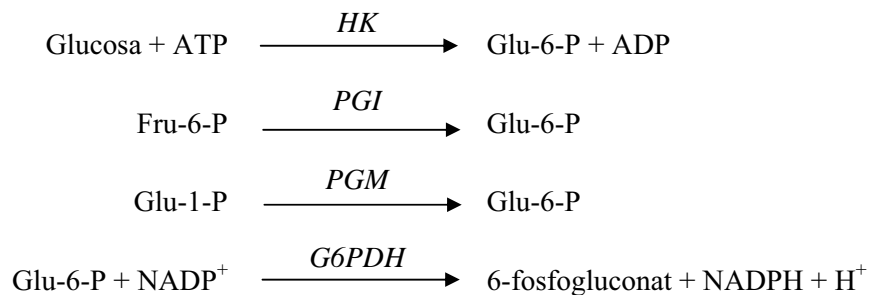 HK
Glucosa + ATP → Glu-6-P + ADP
PGI
Fru-6-P → Glu-6-P
PGM
Glu-1-P → Glu-6-P
G6PDH
Glu-6-P + NADP⁺ → 6-fosfogluconat + NADPH + H⁺